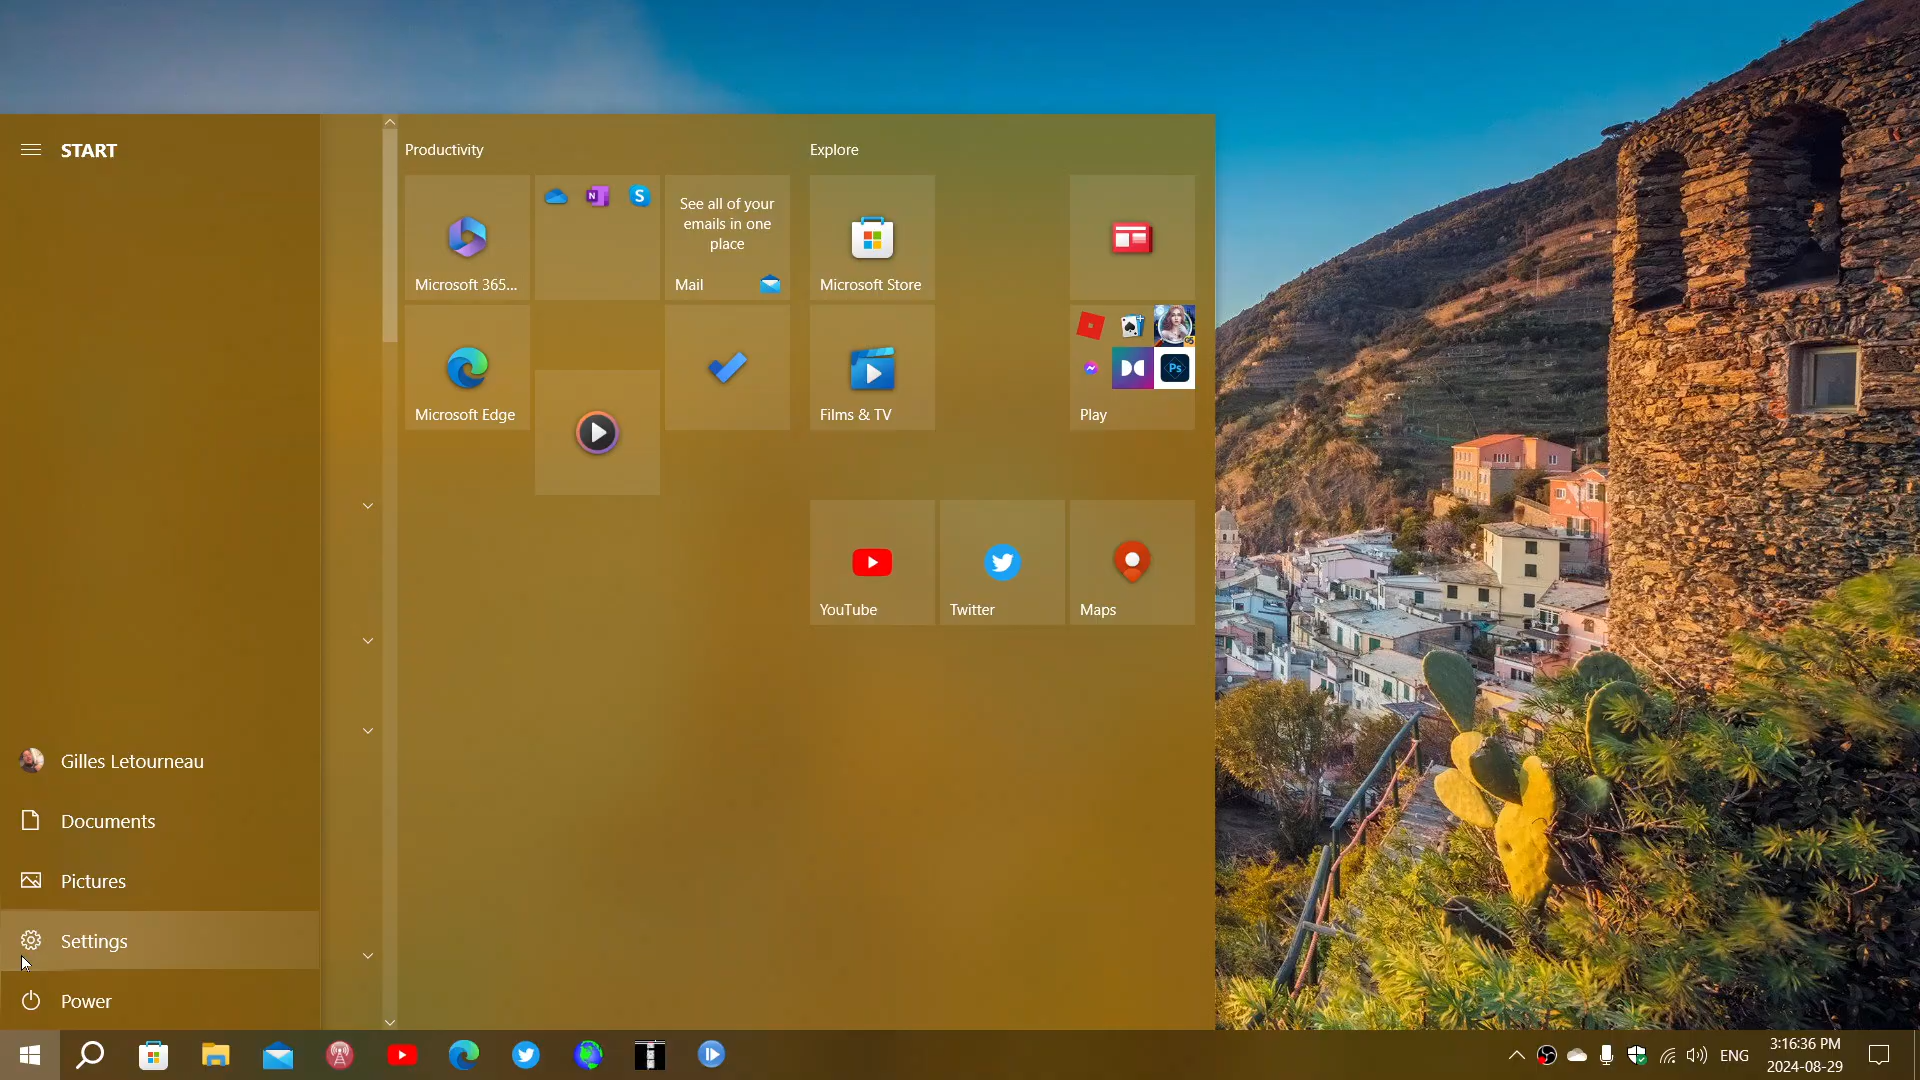 START
Productivity
Explore
See all of your
emails in one
place
Microsoft 365...
Mail
Microsoft Store
Microsoft Edge
Films & TV
Play
YouTube
Twitter
Maps
Gilles Letourneau
Documents
Pictures
Settings
Power
ENG
3:16:36 PM
2024-08-29